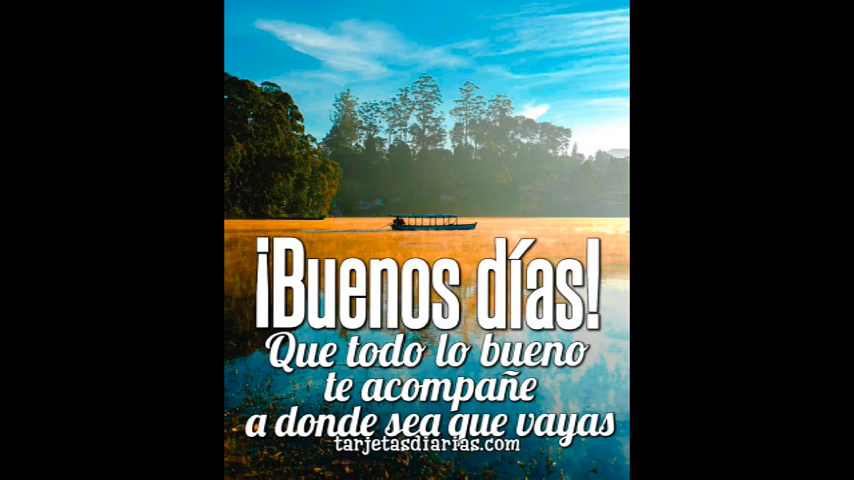 ¡Buenos días!
Que todo lo bueno
te acompañe
a donde sea que vayas
tarjetasdiarias.com